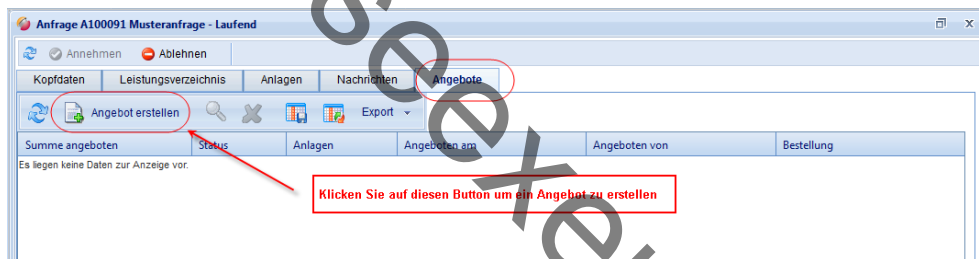 Anfrage A100091 Musteranfrage - Laufend
Annehmen Ablehnen
Kopfdaten Leistungsverzeichnis Anlagen Nachrichten Angebote
Angebot erstellen Export
Summe angeboten Status Anlagen Angeboten am Angeboten von Bestellung
Es liegen keine Daten zur Anzeige vor.
Klicken Sie auf diesen Button um ein Angebot zu erstellen